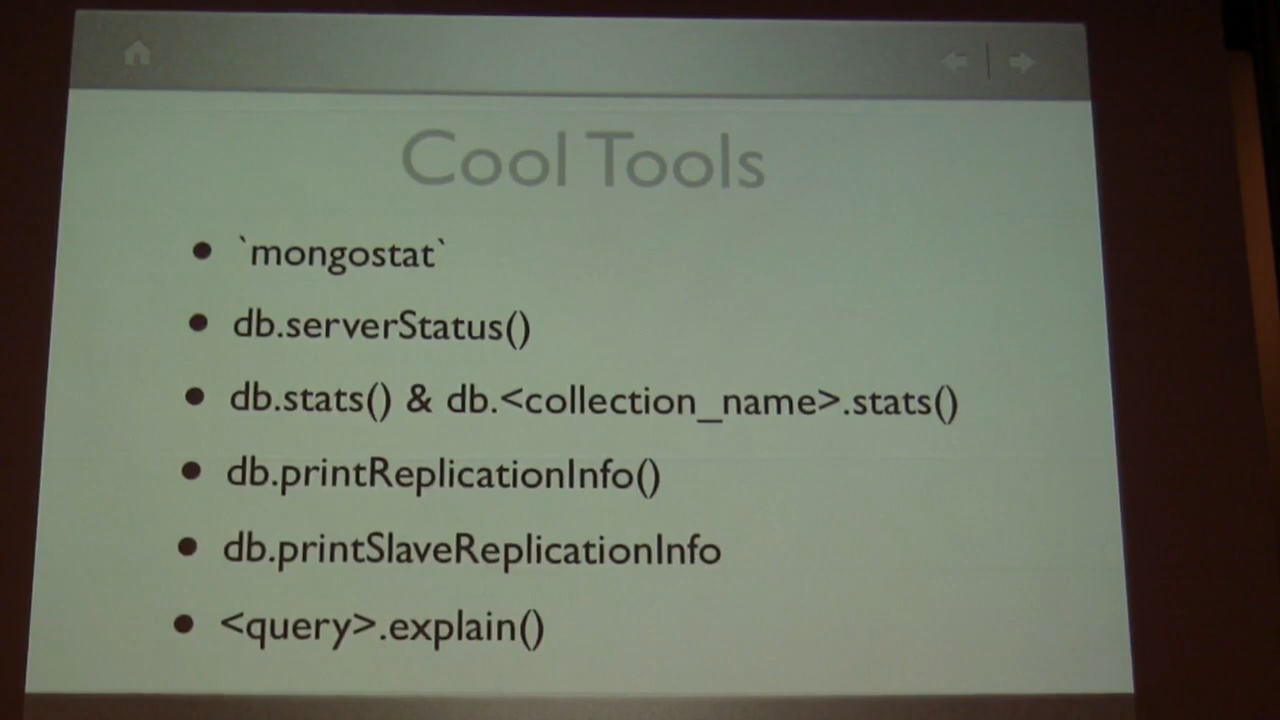 Cool Tools
`mongostat`
db.serverStatus()
db.stats() & db.<collection_name>.stats()
db.printReplicationInfo()
db.printSlaveReplicationInfo
<query>.explain()